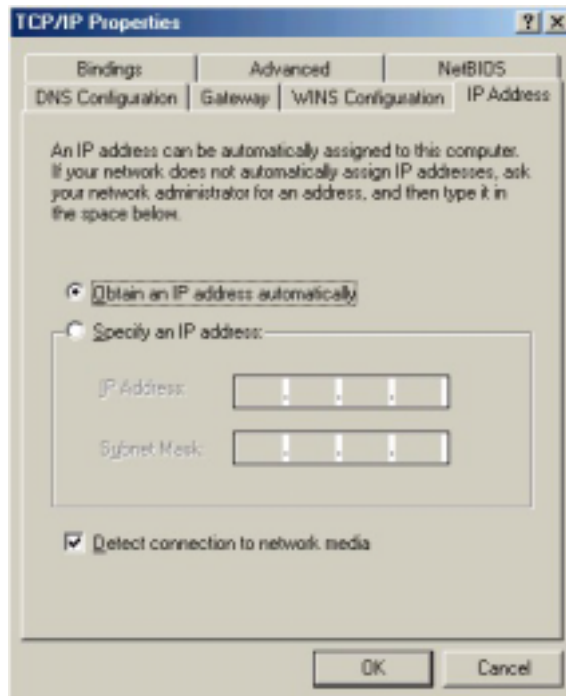 TCP/IP Properties
Bindings Advanced NetBIOS
DNS Configuration Gateway WINS Configuration IP Address
An IP address can be automatically assigned to this computer.
If your network does not automatically assign IP addresses, ask
your network administrator for an address, and then type it in
the space below.
Obtain an IP address automatically
Specify an IP address:
IP Address:
Subnet Mask:
Detect connection to network media
OK Cancel